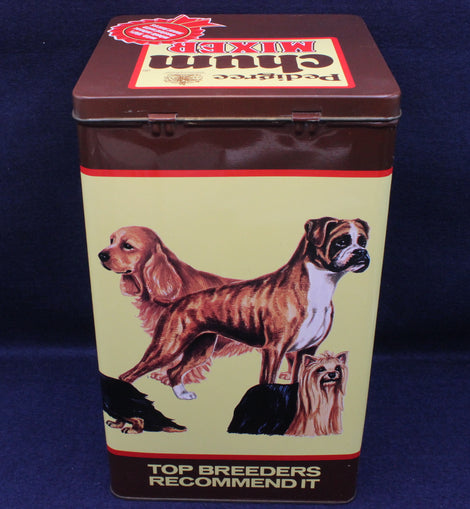 Pedigree
chum
MIXER
TOP BREEDERS
RECOMMEND IT